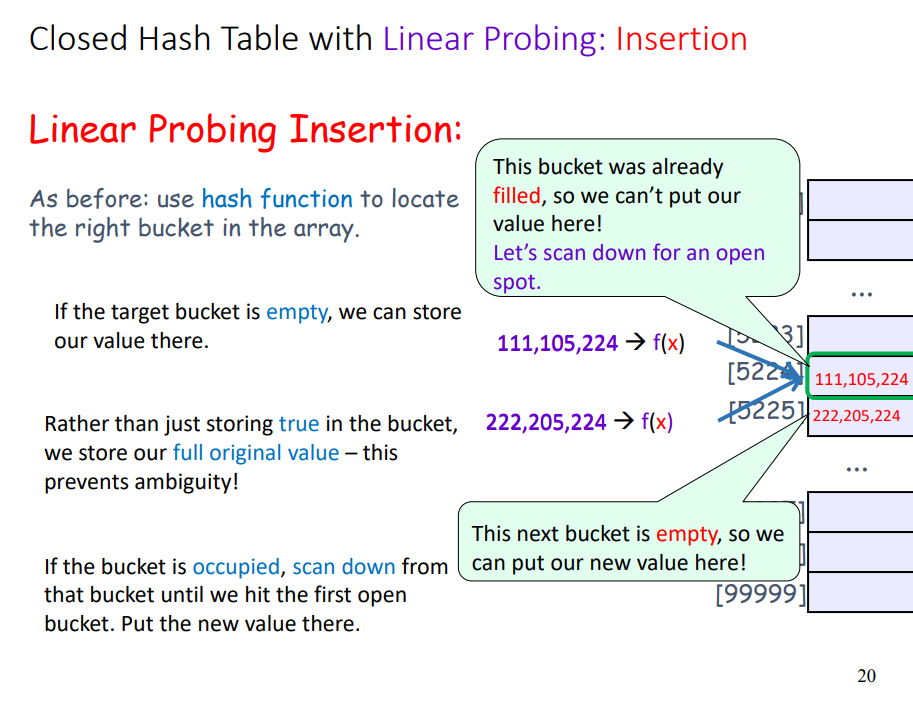 Closed Hash Table with Linear Probing: Insertion
Linear Probing Insertion:
As before: use hash function to locate
the right bucket in the array.
This bucket was already
filled, so we can’t put our
value here!
Let’s scan down for an open
spot.
...
If the target bucket is empty, we can store
our value there.
111,105,224 → f(x)
[5224]
111,105,224
222,205,224 → f(x)
[5225]
222,205,224
Rather than just storing true in the bucket,
we store our full original value – this
prevents ambiguity!
...
This next bucket is empty, so we
can put our new value here!
If the bucket is occupied, scan down from
that bucket until we hit the first open
bucket. Put the new value there.
[99999]
20